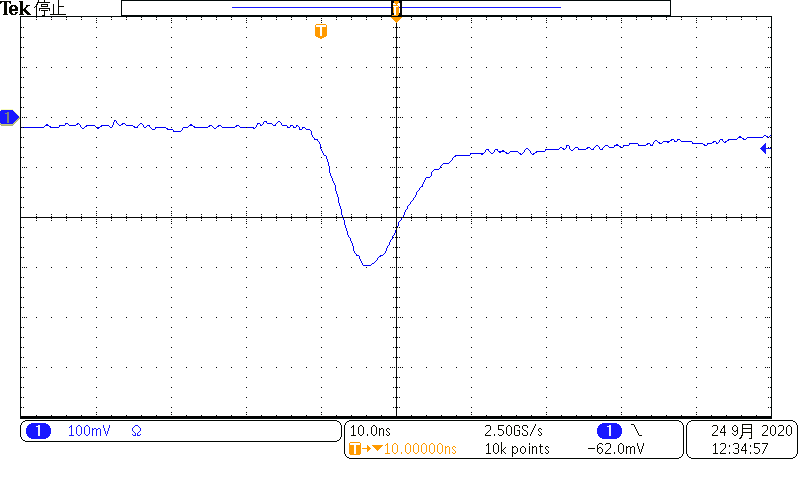 Tek 停止
T
T
1
1 100mV Ω
10.0ns 2.50GS/s 1
T→▼10.00000ns 10k points −62.0mV
24 9月 2020
12:34:57